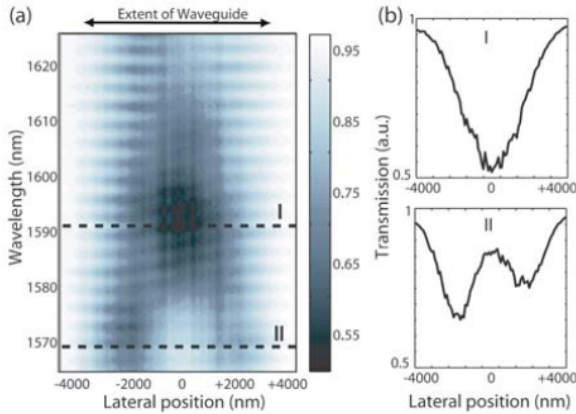 (a)
Extent of Waveguide
Wavelength (nm)
1620
1610
1600
1590
1580
1570
I
II
-4000 -2000 0 +2000 +4000
Lateral position (nm)
0.95
0.85
0.75
0.65
0.55
(b)
Transmission (a.u.)
1
I
0.5
-4000 0 +4000
1
II
0.5
-4000 0 +4000
Lateral position (nm)